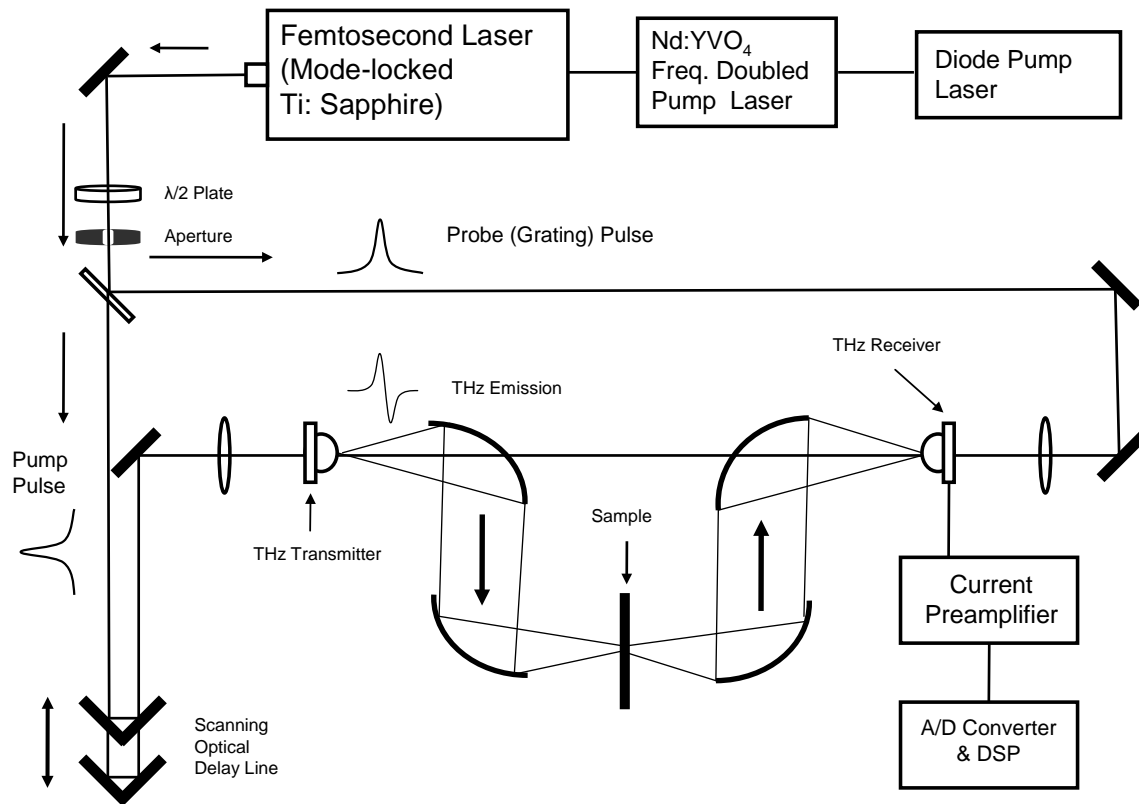 Femtosecond Laser
(Mode-locked
Ti: Sapphire)
Nd:YVO₄
Freq. Doubled
Pump Laser
Diode Pump
Laser
λ/2 Plate
Aperture
Probe (Grating) Pulse
THz Receiver
THz Emission
Pump
Pulse
THz Transmitter
Sample
Current
Preamplifier
Scanning
Optical
Delay Line
A/D Converter
& DSP